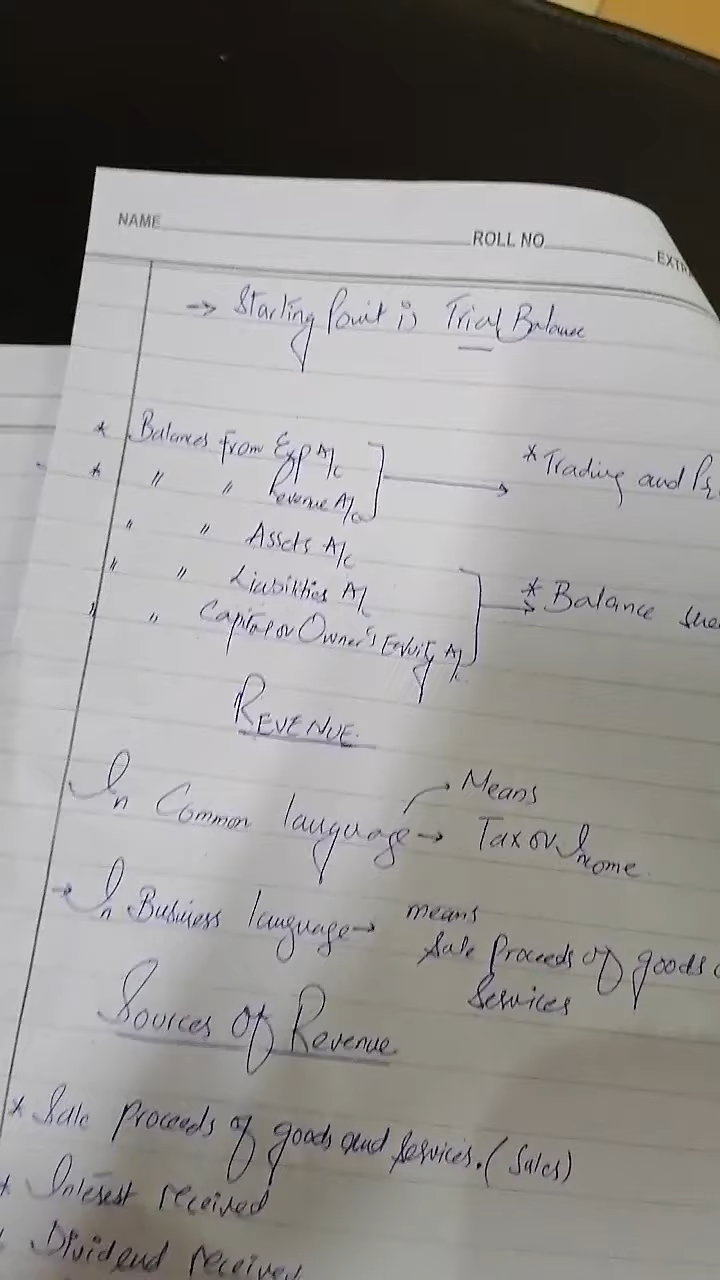 NAME ROLL NO EXTR
→ Starting Point is Trial Balance
* Balances from Exp A/c
* " " Revenue A/c
* Trading and Pr
" " Assets A/c
" " Liabilities A/c
" " Capital or Owner's Equity A/c
* Balance shee
REVENUE
Means
In Common language → Tax or Income.
→ In Business language → means
Sale Proceeds of goods
Services
Sources Of Revenue
* Sale Proceeds of goods and Services. (Sales)
* Interest received
* Dividend received